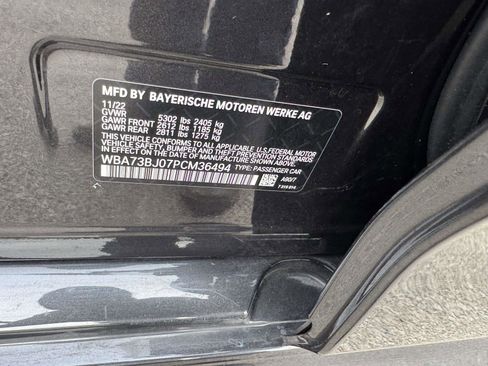 MFD BY BAYERISCHE MOTOREN WERKE AG
11/22
GVWR 5302 lbs 2405 kg
GAWR FRONT 2612 lbs 1185 kg
GAWR REAR 2811 lbs 1275 kg
THIS VEHICLE CONFORMS TO ALL APPLICABLE U.S. FEDERAL MOTOR
VEHICLE SAFETY, BUMPER AND THEFT PREVENTION STANDARDS
IN EFFECT ON THE DATE OF MANUFACTURE SHOWN ABOVE.
WBA73BJ07PCM36494 TYPE: PASSENGER CAR
A90/7